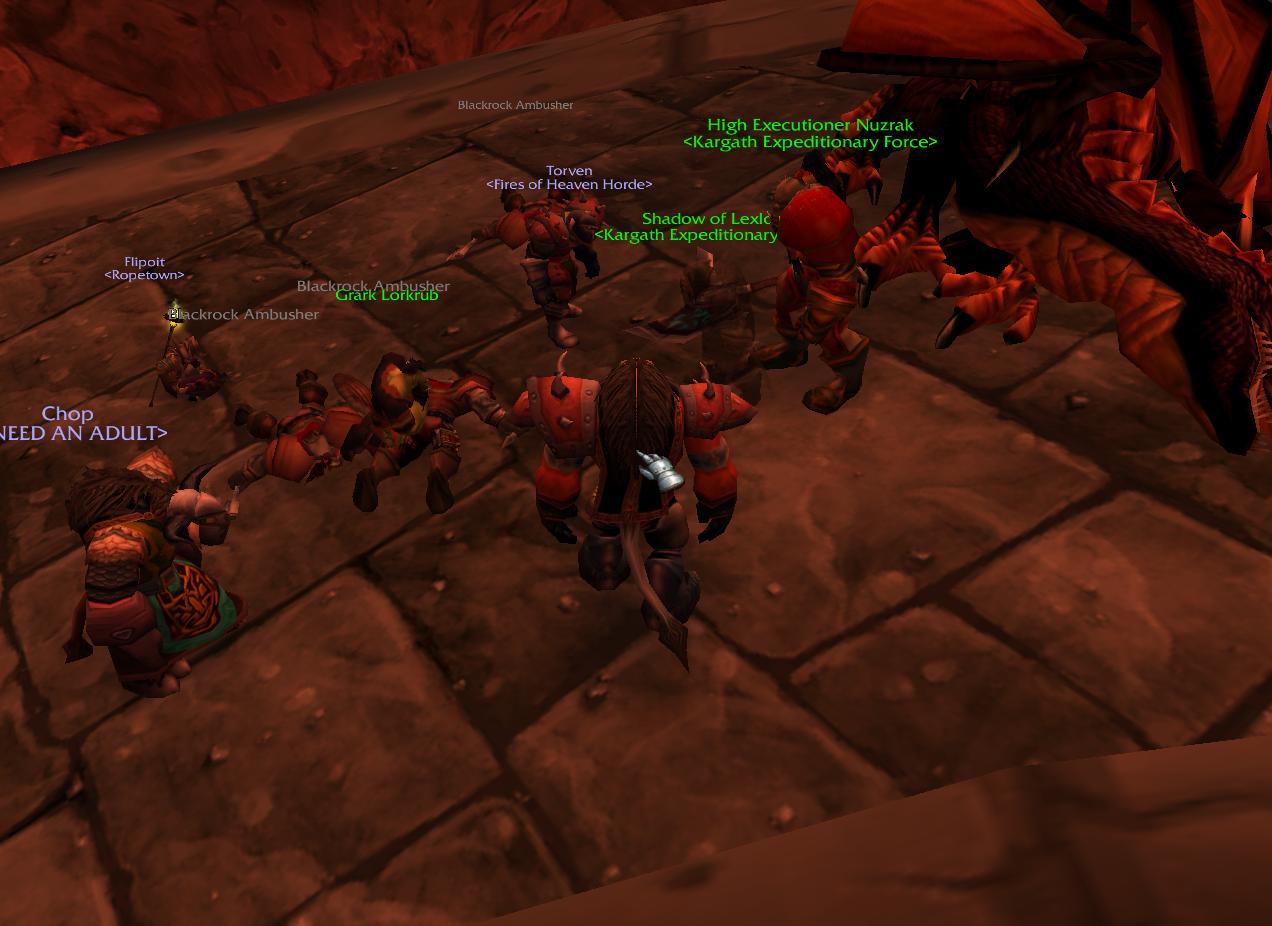 Blackrock Ambusher
High Executioner Nuzrak
<Kargath Expeditionary Force>
Torven
<Fires of Heaven Horde>
Shadow of Lexlo
<Kargath Expeditionary
Flipoit
<Ropetown>
Blackrock Ambusher
Grark Lorkrub
Blackrock Ambusher
Chop
NEED AN ADULT>